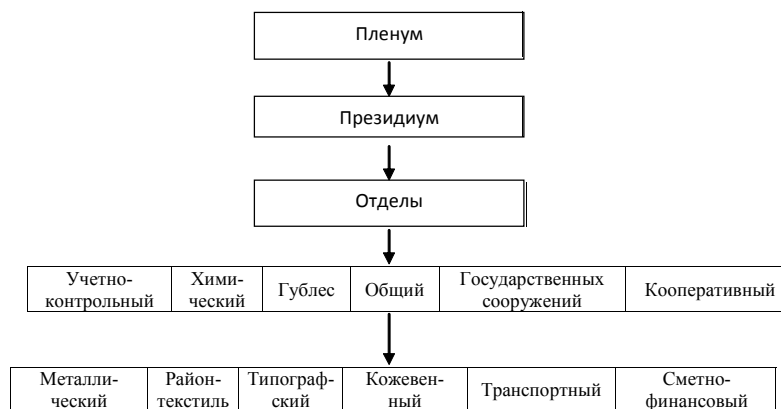 Пленум
Президиум
Отделы
Учетно-
контрольный
Хими-
ческий
Гублес
Общий
Государственных
сооружений
Кооперативный
Металли-
ческий
Район-
текстиль
Типограф-
ский
Кожевен-
ный
Транспортный
Сметно-
финансовый